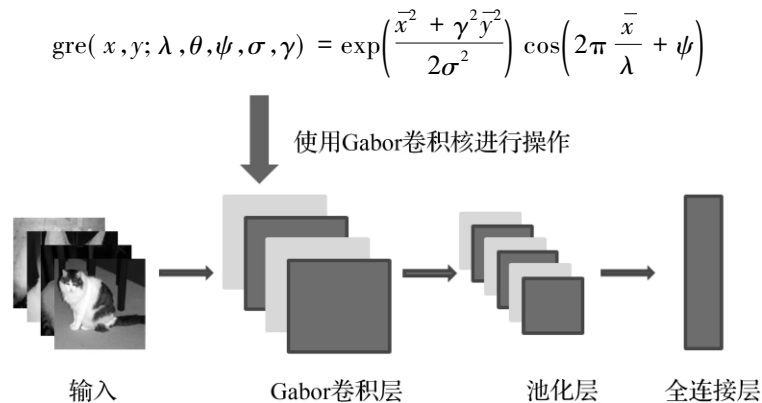 gre( x,y; λ,θ,ψ,σ,γ) = exp((x̄² + γ²ȳ²)/(2σ²)) cos(2π x̄/λ + ψ)
使用Gabor卷积核进行操作
输入 Gabor卷积层 池化层 全连接层